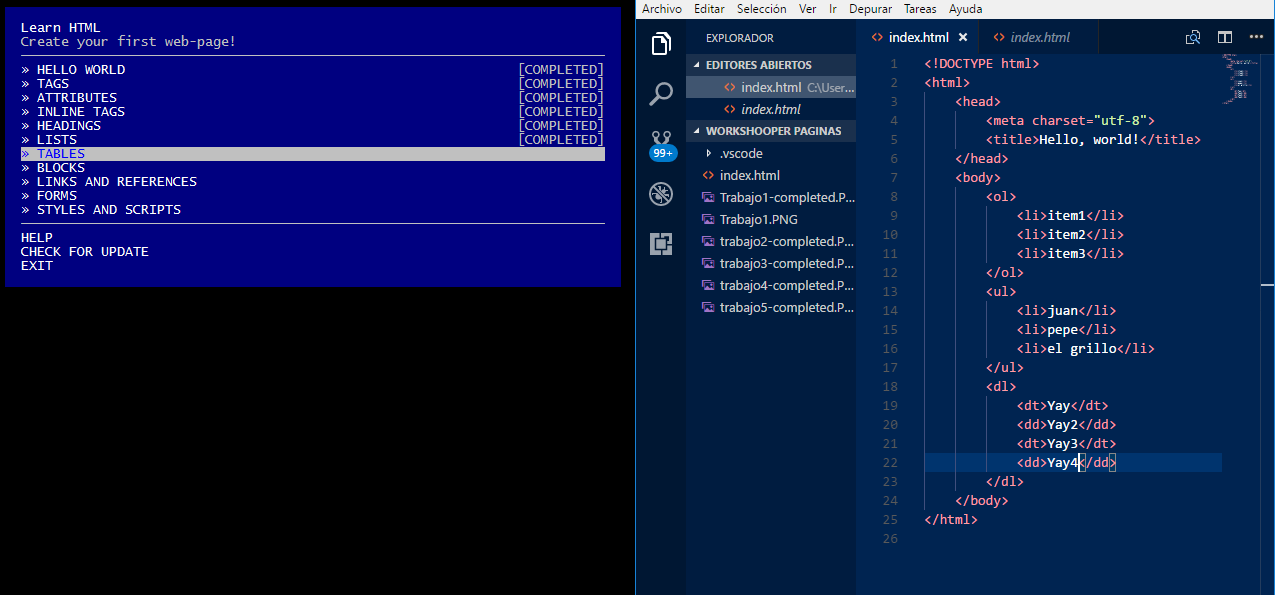 Learn HTML
Create your first web-page!
» HELLO WORLD [COMPLETED]
» TAGS [COMPLETED]
» ATTRIBUTES [COMPLETED]
» INLINE TAGS [COMPLETED]
» HEADINGS [COMPLETED]
» LISTS [COMPLETED]
» TABLES
» BLOCKS
» LINKS AND REFERENCES
» FORMS
» STYLES AND SCRIPTS
HELP
CHECK FOR UPDATE
EXIT
Archivo Editar Selección Ver Ir Depurar Tareas Ayuda
99+
EXPLORADOR
EDITORES ABIERTOS
index.html C:\User...
index.html
WORKSHOOPER PAGINAS
.vscode
index.html
Trabajo1-completed.P...
Trabajo1.PNG
trabajo2-completed.P...
trabajo3-completed.P...
trabajo4-completed.P...
trabajo5-completed.P...
index.html index.html
1 <!DOCTYPE html>
2 <html>
3 <head>
4 <meta charset="utf-8">
5 <title>Hello, world!</title>
6 </head>
7 <body>
8 <ol>
9 <li>item1</li>
10 <li>item2</li>
11 <li>item3</li>
12 </ol>
13 <ul>
14 <li>juan</li>
15 <li>pepe</li>
16 <li>el grillo</li>
17 </ul>
18 <dl>
19 <dt>Yay</dt>
20 <dd>Yay2</dd>
21 <dt>Yay3</dt>
22 <dd>Yay4</dd>
23 </dl>
24 </body>
25 </html>
26